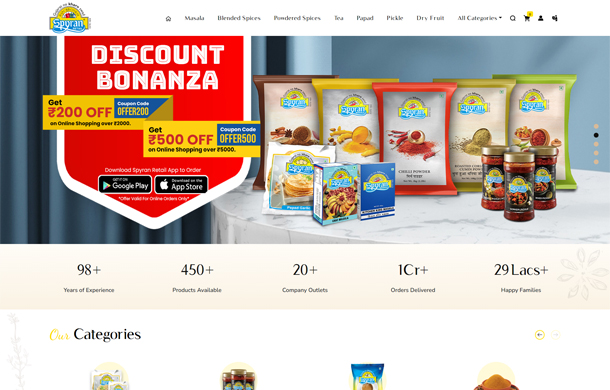 Spyran
Masala
Blended Spices
Powdered Spices
Tea
Papad
Pickle
Dry Fruit
All Categories
DISCOUNT
BONANZA
Get
₹200 OFF
Coupon Code
OFFER200
on Online Shopping over ₹2000.
Get
₹500 OFF
Coupon Code
OFFER500
on Online Shopping over ₹5000.
Download Spyran Retail App to Order
GET IT ON
Google Play
Download on the
App Store
*Offer Valid for Online Orders Only*
Spyran
Spyran
Spyran
Spyran
Spyran
CHILLI POWDER
Spyran
Spyran
98+
450+
20+
1Cr+
29 Lacs+
Years of Experience
Products Available
Company Outlets
Orders Delivered
Happy Families
Our Categories